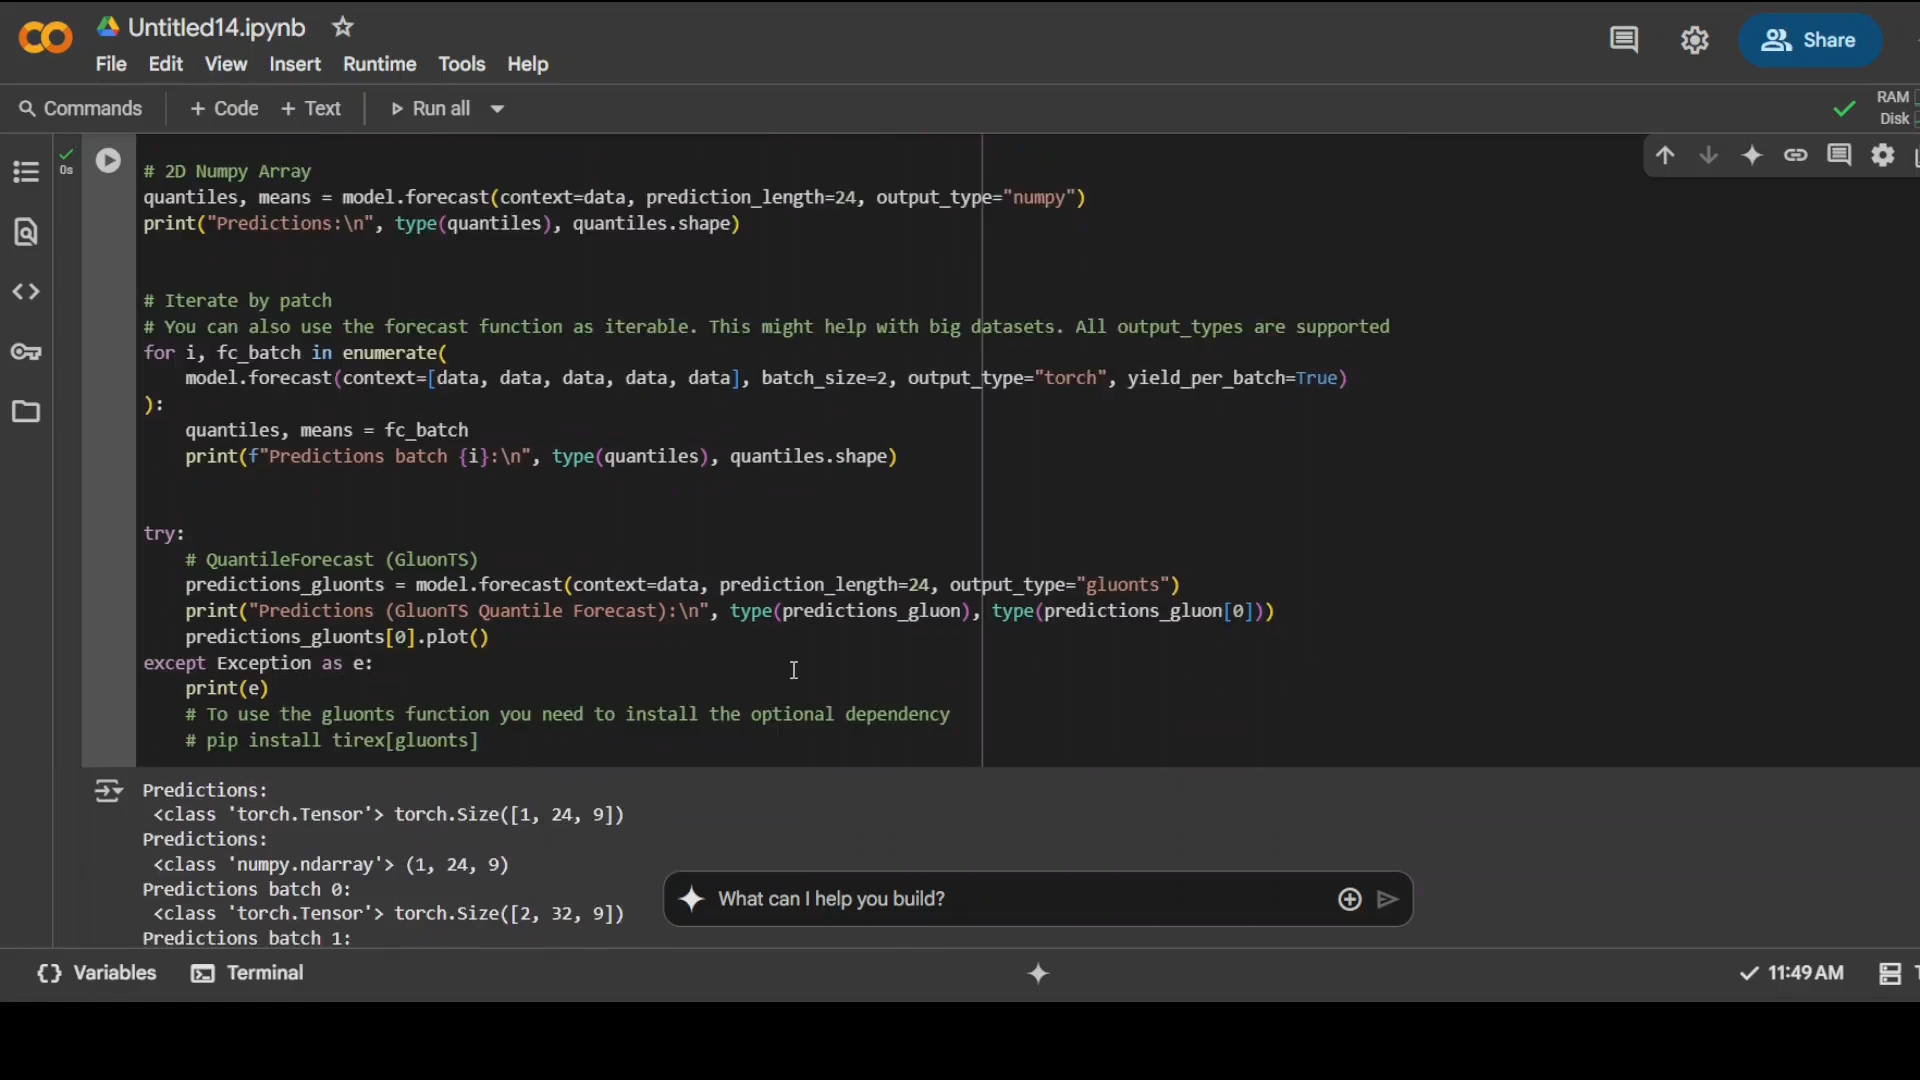 Untitled14.ipynb
File Edit View Insert Runtime Tools Help
Share
Commands + Code + Text Run all
RAM
Disk
0s
# 2D Numpy Array
quantiles, means = model.forecast(context=data, prediction_length=24, output_type="numpy")
print("Predictions:\n", type(quantiles), quantiles.shape)
# Iterate by patch
# You can also use the forecast function as iterable. This might help with big datasets. All output_types are supported
for i, fc_batch in enumerate(
    model.forecast(context=[data, data, data, data, data], batch_size=2, output_type="torch", yield_per_batch=True)
):
    quantiles, means = fc_batch
    print(f"Predictions batch {i}:\n", type(quantiles), quantiles.shape)
try:
    # QuantileForecast (GluonTS)
    predictions_gluonts = model.forecast(context=data, prediction_length=24, output_type="gluonts")
    print("Predictions (GluonTS Quantile Forecast):\n", type(predictions_gluon), type(predictions_gluon[0]))
    predictions_gluonts[0].plot()
except Exception as e:
    print(e)
    # To use the gluonts function you need to install the optional dependency
    # pip install tirex[gluonts]
Predictions:
 <class 'torch.Tensor'> torch.Size([1, 24, 9])
Predictions:
 <class 'numpy.ndarray'> (1, 24, 9)
Predictions batch 0:
 <class 'torch.Tensor'> torch.Size([2, 32, 9])
Predictions batch 1:
What can I help you build?
Variables Terminal
11:49 AM